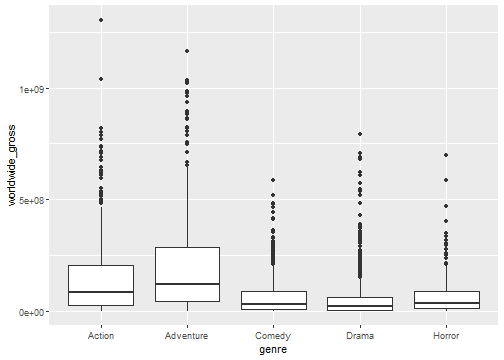 worldwide_gross
1e+09
5e+08
0e+00
Action Adventure Comedy Drama Horror
genre